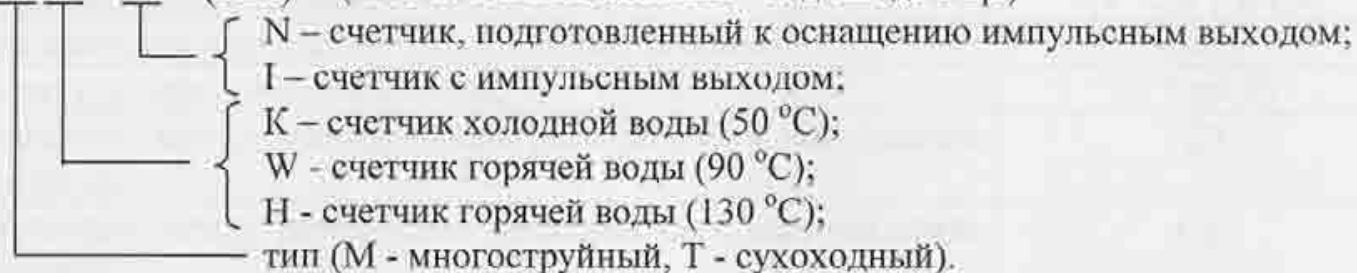 N – счетчик, подготовленный к оснащению импульсным выходом;
I – счетчик с импульсным выходом;
К – счетчик холодной воды (50 °С);
W - счетчик горячей воды (90 °С);
Н - счетчик горячей воды (130 °С);
тип (М - многоструйный, Т - сухоходный).